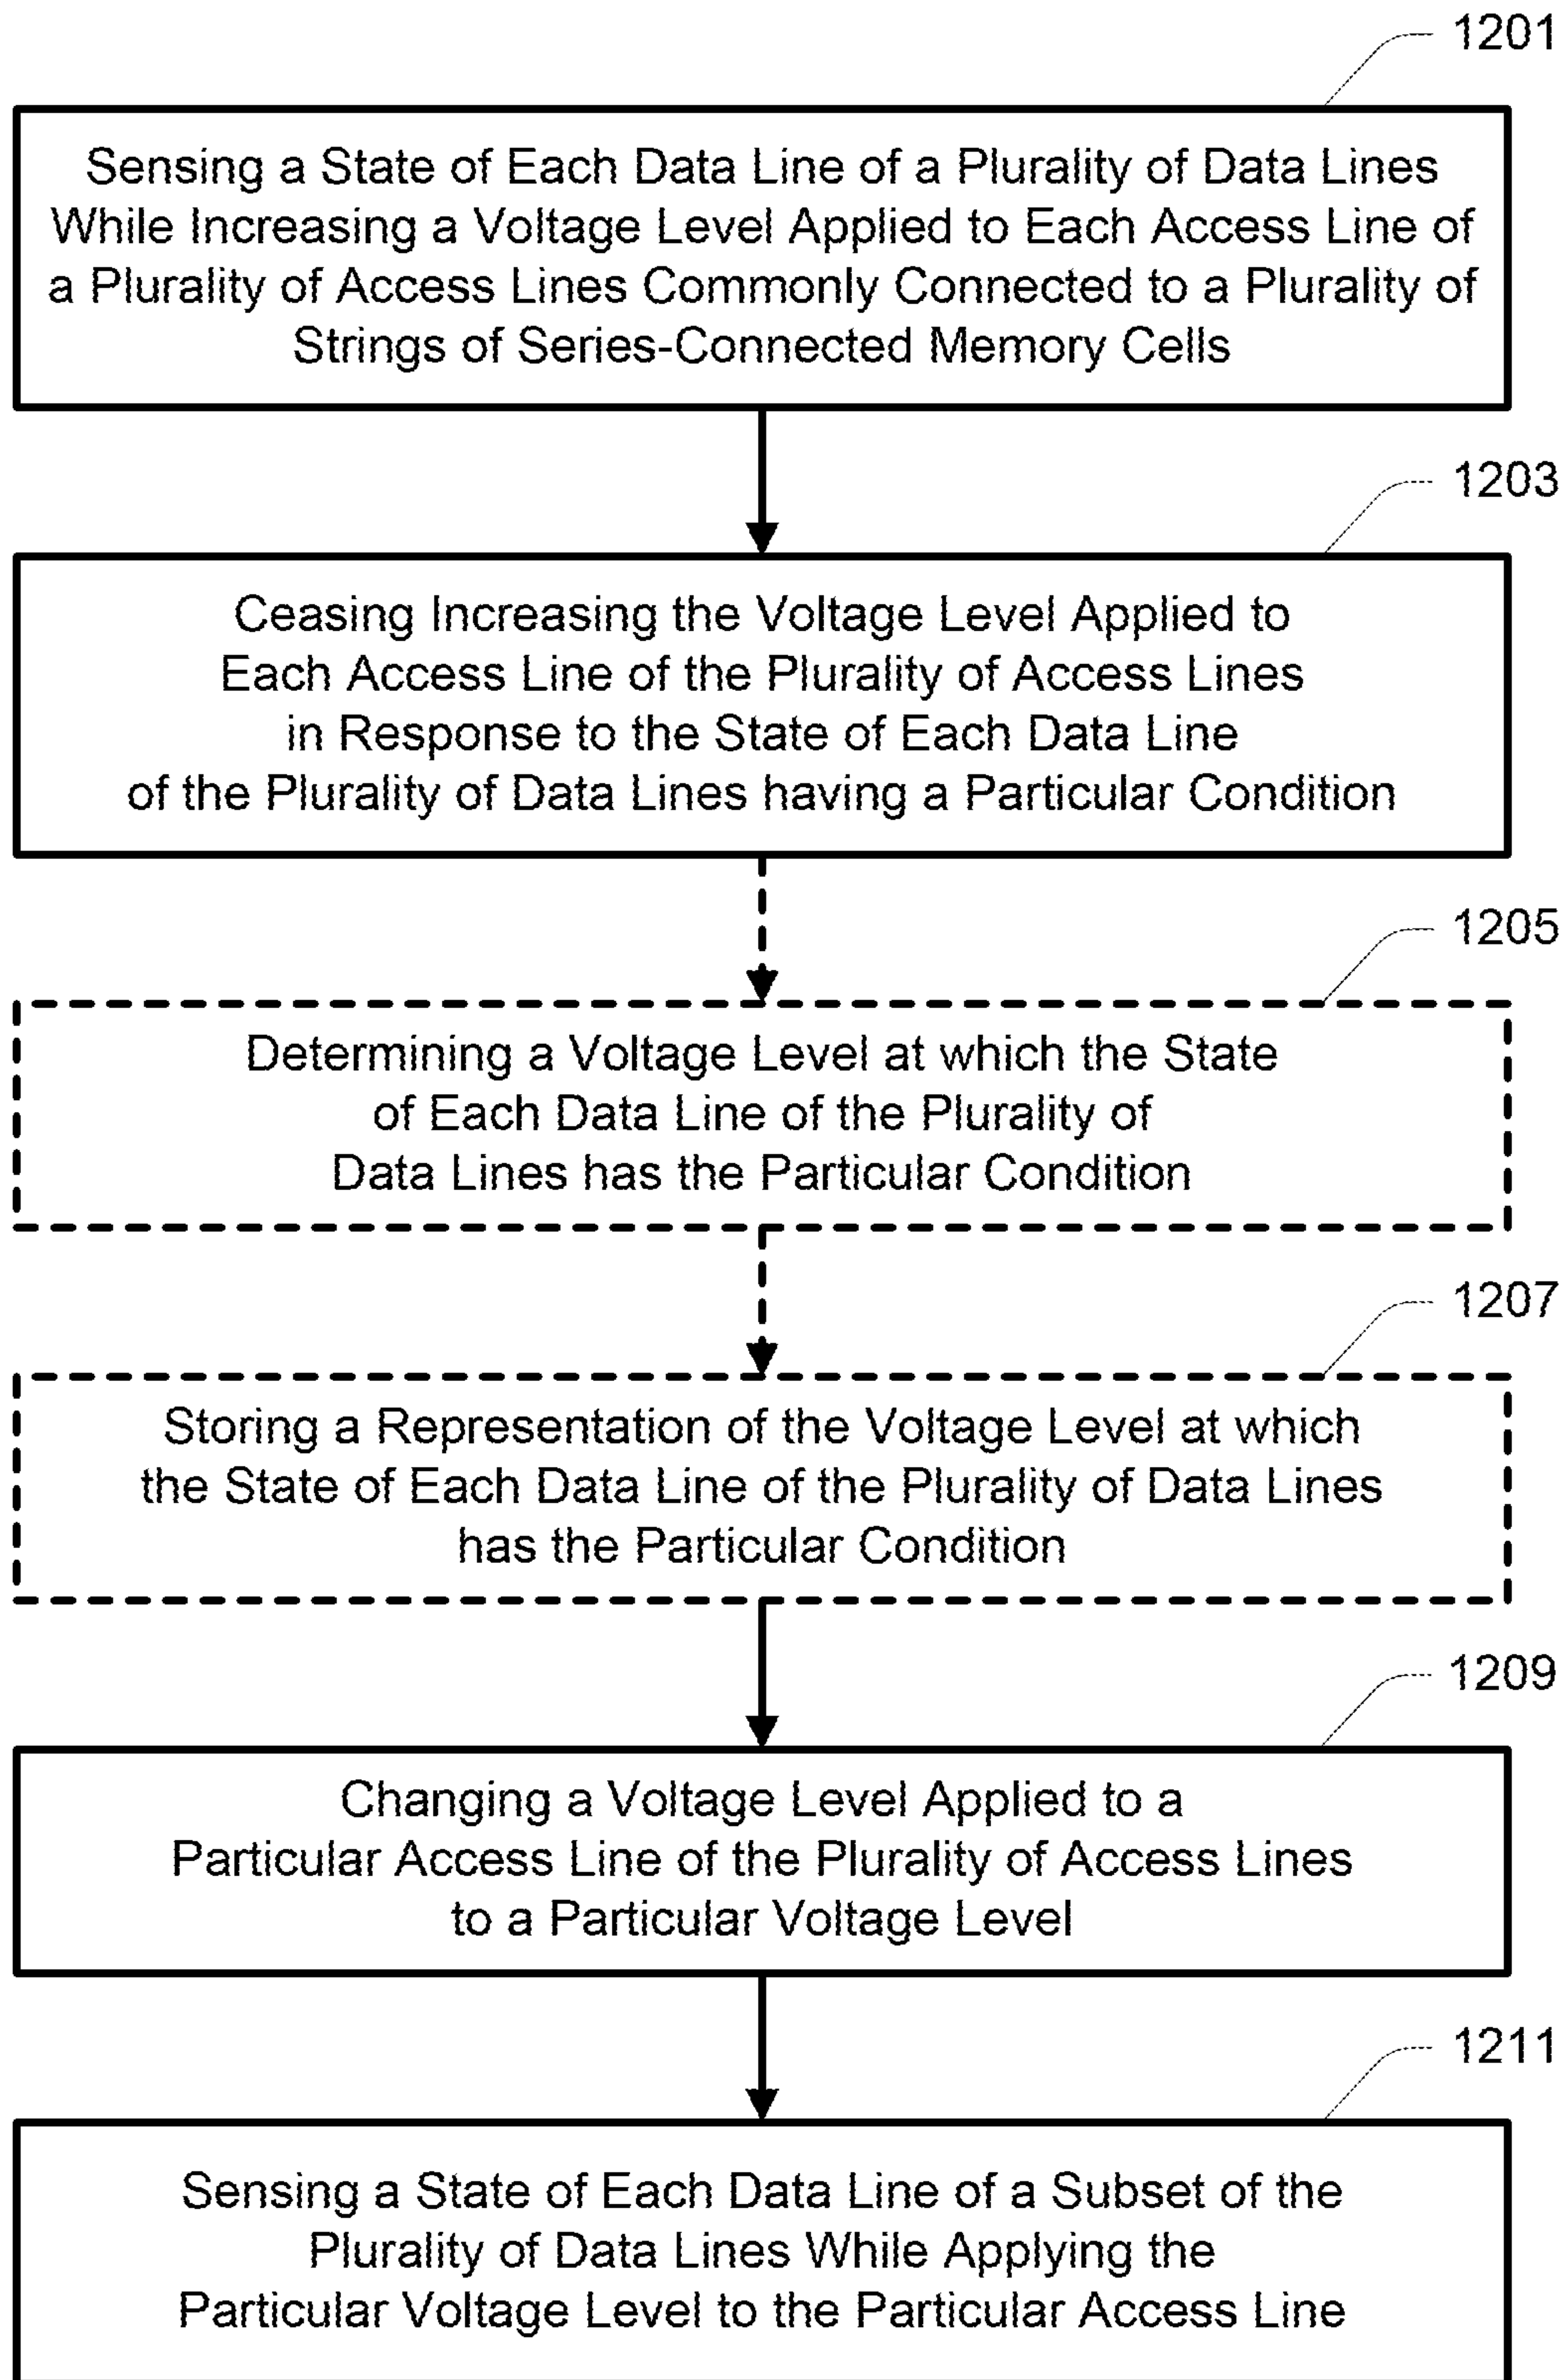 1201
Sensing a State of Each Data Line of a Plurality of Data Lines
While Increasing a Voltage Level Applied to Each Access Line of
a Plurality of Access Lines Commonly Connected to a Plurality of
Strings of Series-Connected Memory Cells
1203
Ceasing Increasing the Voltage Level Applied to
Each Access Line of the Plurality of Access Lines
in Response to the State of Each Data Line
of the Plurality of Data Lines having a Particular Condition
1205
Determining a Voltage Level at which the State
of Each Data Line of the Plurality of
Data Lines has the Particular Condition
1207
Storing a Representation of the Voltage Level at which
the State of Each Data Line of the Plurality of Data Lines
has the Particular Condition
1209
Changing a Voltage Level Applied to a
Particular Access Line of the Plurality of Access Lines
to a Particular Voltage Level
1211
Sensing a State of Each Data Line of a Subset of the
Plurality of Data Lines While Applying the
Particular Voltage Level to the Particular Access Line